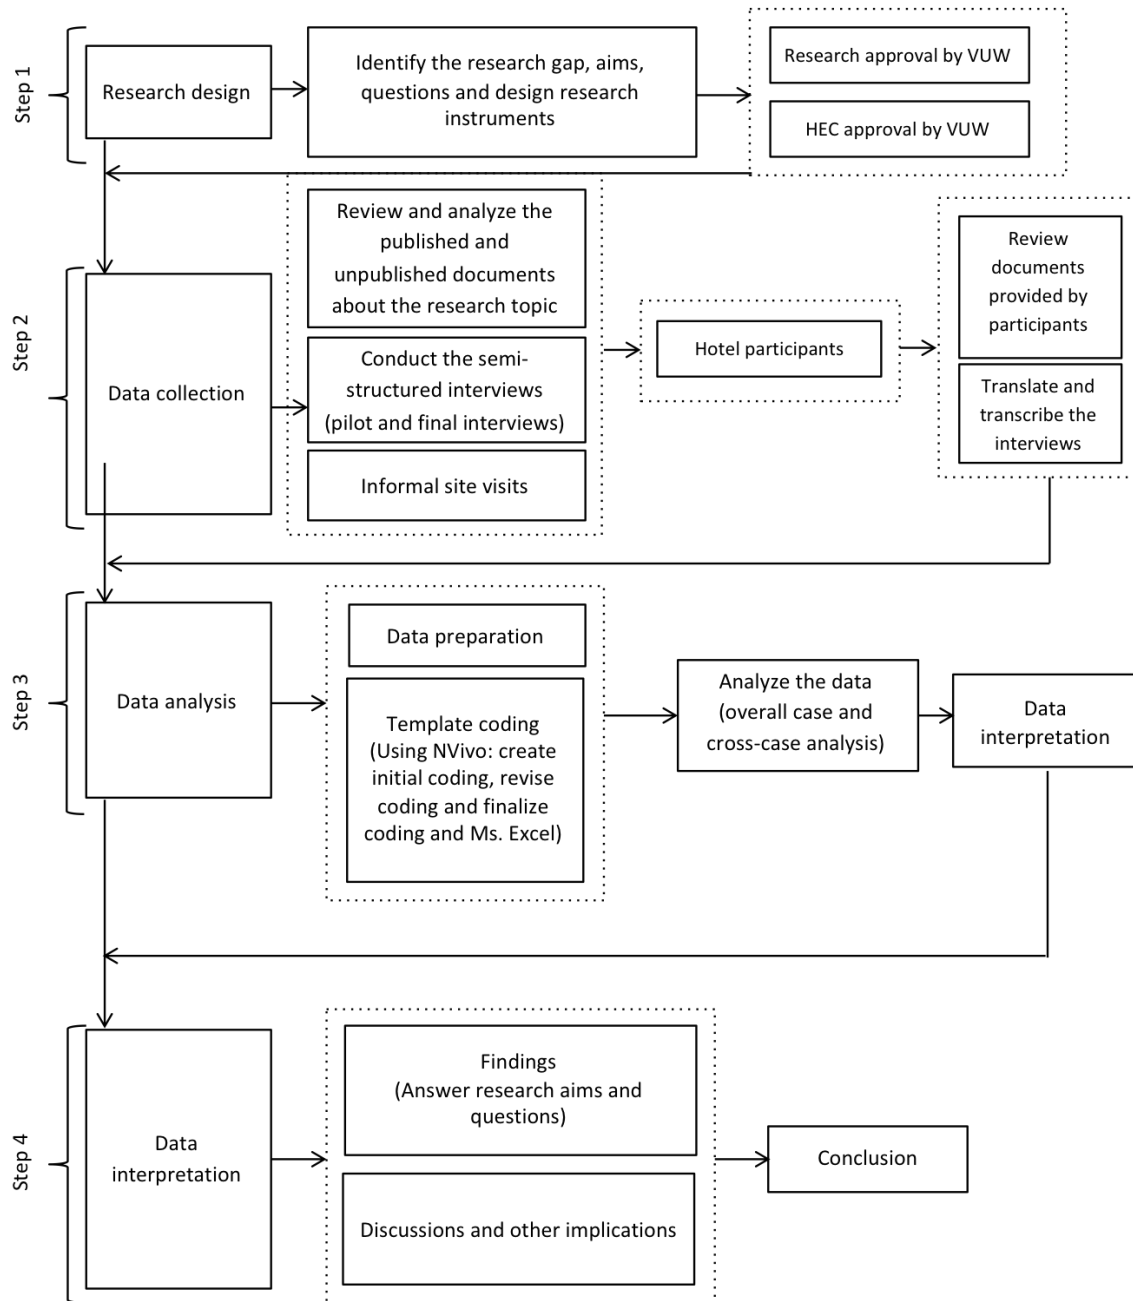 Step 1
Research design
Identify the research gap, aims,
questions and design research
instruments
Research approval by VUW
HEC approval by VUW
Step 2
Data collection
Review and analyze the
published and
unpublished documents
about the research topic
Conduct the semi-
structured interviews
(pilot and final interviews)
Informal site visits
Hotel participants
Review
documents
provided by
participants
Translate and
transcribe the
interviews
Step 3
Data analysis
Data preparation
Template coding
(Using NVivo: create
initial coding, revise
coding and finalize
coding and Ms. Excel)
Analyze the data
(overall case and
cross-case analysis)
Data
interpretation
Step 4
Data
interpretation
Findings
(Answer research aims and
questions)
Discussions and other implications
Conclusion